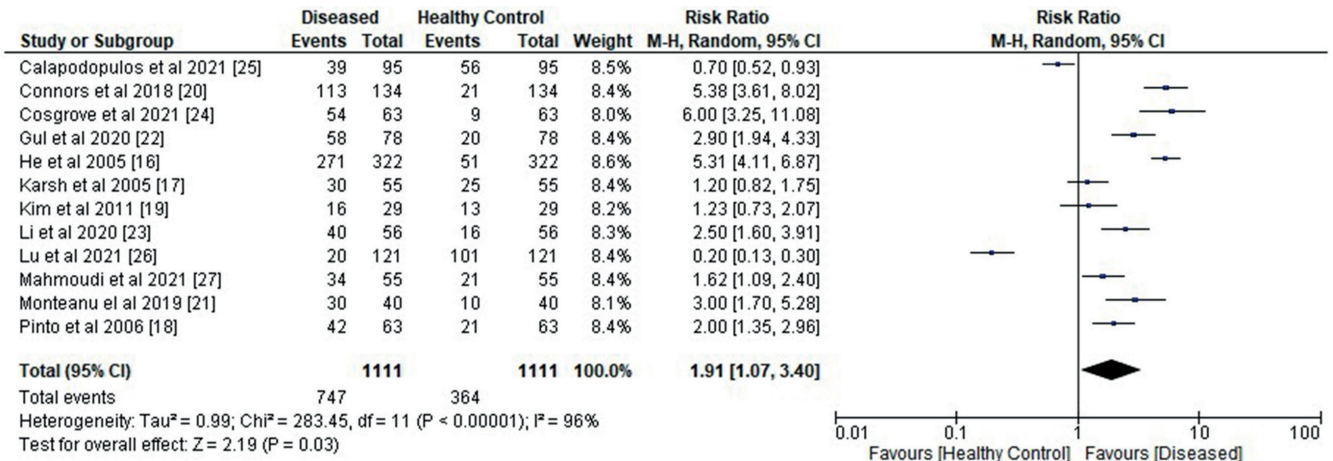 Diseased Healthy Control Risk Ratio Risk Ratio
Study or Subgroup Events Total Events Total Weight M-H, Random, 95% CI M-H, Random, 95% CI
Calapodopulos et al 2021 [25] 39 95 56 95 8.5% 0.70 [0.52, 0.93]
Connors et al 2018 [20] 113 134 21 134 8.4% 5.38 [3.61, 8.02]
Cosgrove et al 2021 [24] 54 63 9 63 8.0% 6.00 [3.25, 11.08]
Gul et al 2020 [22] 58 78 20 78 8.4% 2.90 [1.94, 4.33]
He et al 2005 [16] 271 322 51 322 8.6% 5.31 [4.11, 6.87]
Karsh et al 2005 [17] 30 55 25 55 8.4% 1.20 [0.82, 1.75]
Kim et al 2011 [19] 16 29 13 29 8.2% 1.23 [0.73, 2.07]
Li et al 2020 [23] 40 56 16 56 8.3% 2.50 [1.60, 3.91]
Lu et al 2021 [26] 20 121 101 121 8.4% 0.20 [0.13, 0.30]
Mahmoudi et al 2021 [27] 34 55 21 55 8.4% 1.62 [1.09, 2.40]
Monteanu el al 2019 [21] 30 40 10 40 8.1% 3.00 [1.70, 5.28]
Pinto et al 2006 [18] 42 63 21 63 8.4% 2.00 [1.35, 2.96]
Total (95% CI) 1111 1111 100.0% 1.91 [1.07, 3.40]
Total events 747 364
Heterogeneity: Tau² = 0.99; Chi² = 283.45, df = 11 (P < 0.00001); I² = 96%
Test for overall effect: Z = 2.19 (P = 0.03)
0.01 0.1 1 10 100
Favours [Healthy Control] Favours [Diseased]